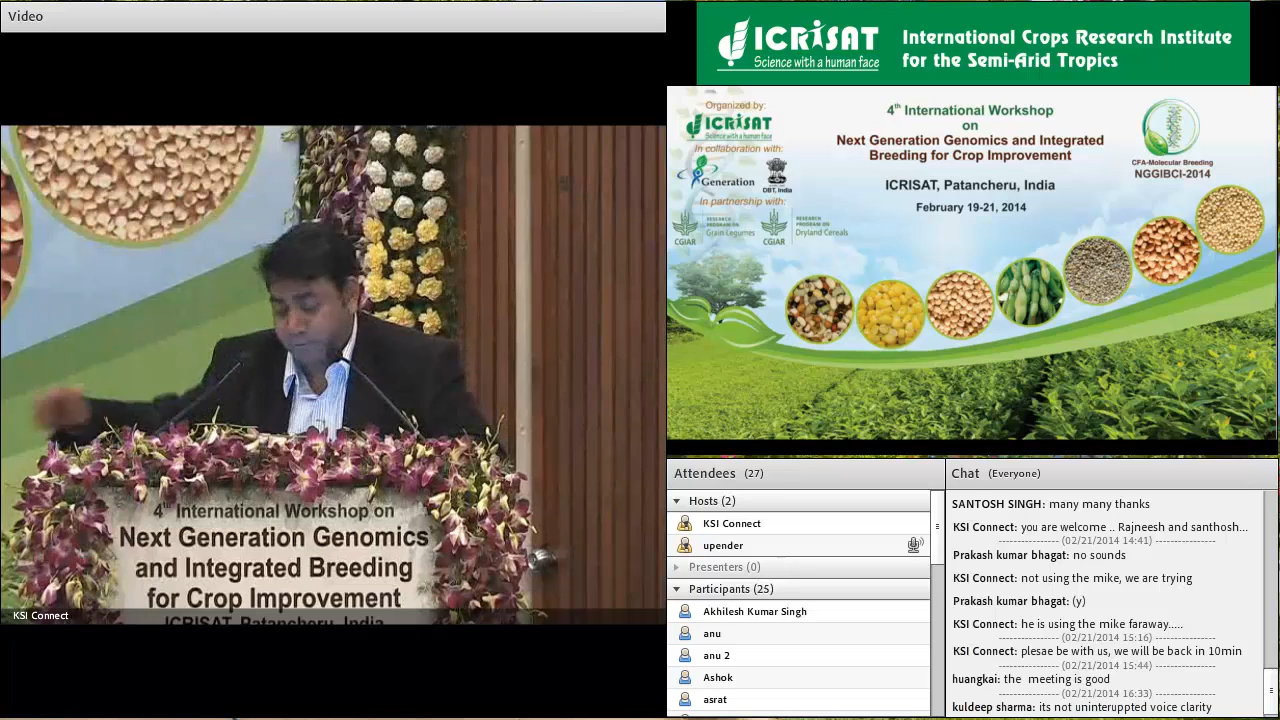 Video
4th International Workshop on
Next Generation Genomics
and Integrated Breeding
for Crop Improvement
ICRISAT, Patancheru, India
KSI Connect
ICRISAT
Science with a human face
International Crops Research Institute
for the Semi-Arid Tropics
Organized by:
ICRISAT
Science with a human face
In collaboration with:
Generation
DBT, India
In partnership with:
CGIAR
RESEARCH PROGRAM ON
Grain Legumes
CGIAR
RESEARCH PROGRAM ON
Dryland Cereals
4th International Workshop
on
Next Generation Genomics and Integrated
Breeding for Crop Improvement
ICRISAT, Patancheru, India
February 19-21, 2014
CFA-Molecular Breeding
NGGIBCI-2014
Attendees (27)
Hosts (2)
KSI Connect
upender
Presenters (0)
Participants (25)
Akhilesh Kumar Singh
anu
anu 2
Ashok
asrat
Chat (Everyone)
SANTOSH SINGH: many many thanks
KSI Connect: you are welcome .. Rajneesh and santhosh...
---------------- (02/21/2014 14:41) ----------------
Prakash kumar bhagat: no sounds
KSI Connect: not using the mike, we are trying
Prakash kumar bhagat: (y)
KSI Connect: he is using the mike faraway.....
---------------- (02/21/2014 15:16) ----------------
KSI Connect: plesae be with us, we will be back in 10min
---------------- (02/21/2014 15:44) ----------------
huangkai: the meeting is good
---------------- (02/21/2014 16:33) ----------------
kuldeep sharma: its not uninteruppted voice clarity